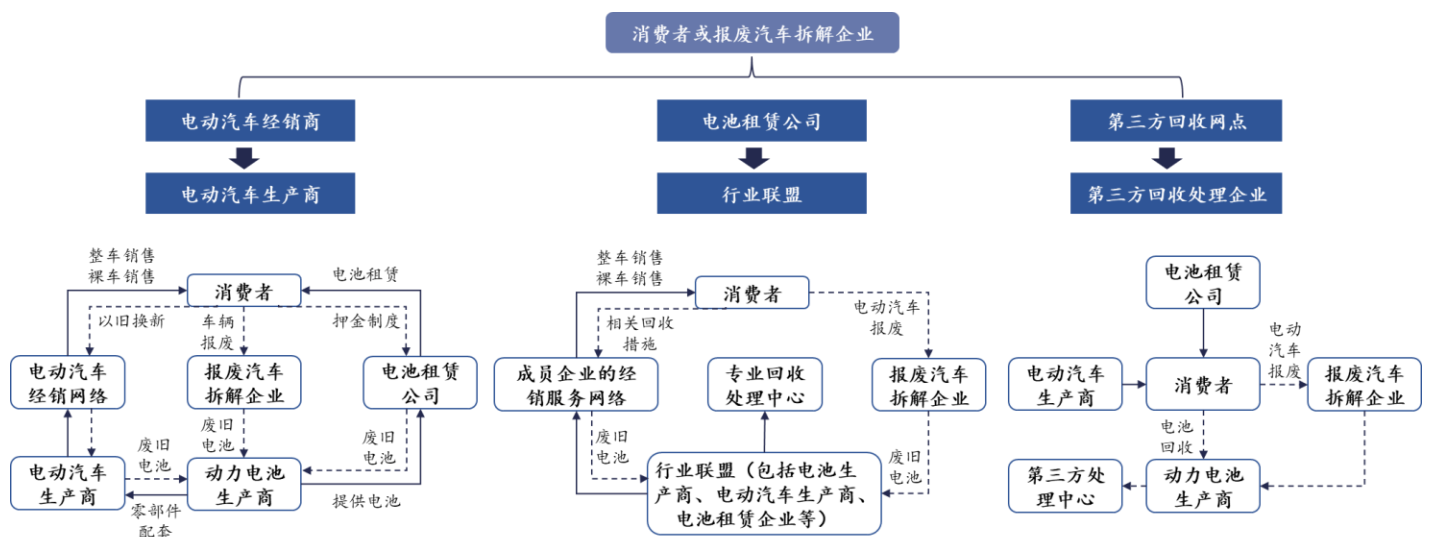 消费者或报废汽车拆解企业
电动汽车经销商
电池租赁公司
第三方回收网点
电动汽车生产商
行业联盟
第三方回收处理企业
整车销售
裸车销售
消费者
电池租赁
以旧换新
车辆
报废
押金制度
电动汽车
经销网络
报废汽车
拆解企业
电池租赁
公司
废旧
电池
废旧
电池
废旧
电池
电动汽车
生产商
动力电池
生产商
零部件
配套
提供电池
整车销售
裸车销售
消费者
电动汽车
报废
相关回收
措施
成员企业的经
销服务网络
专业回收
处理中心
报废汽车
拆解企业
废旧
电池
废旧
电池
行业联盟（包括电池生
产商、电动汽车生产商、
电池租赁企业等）
电池租赁
公司
电动
汽车
报废
电动汽车
生产商
消费者
报废汽车
拆解企业
电池
回收
第三方处
理中心
动力电池
生产商